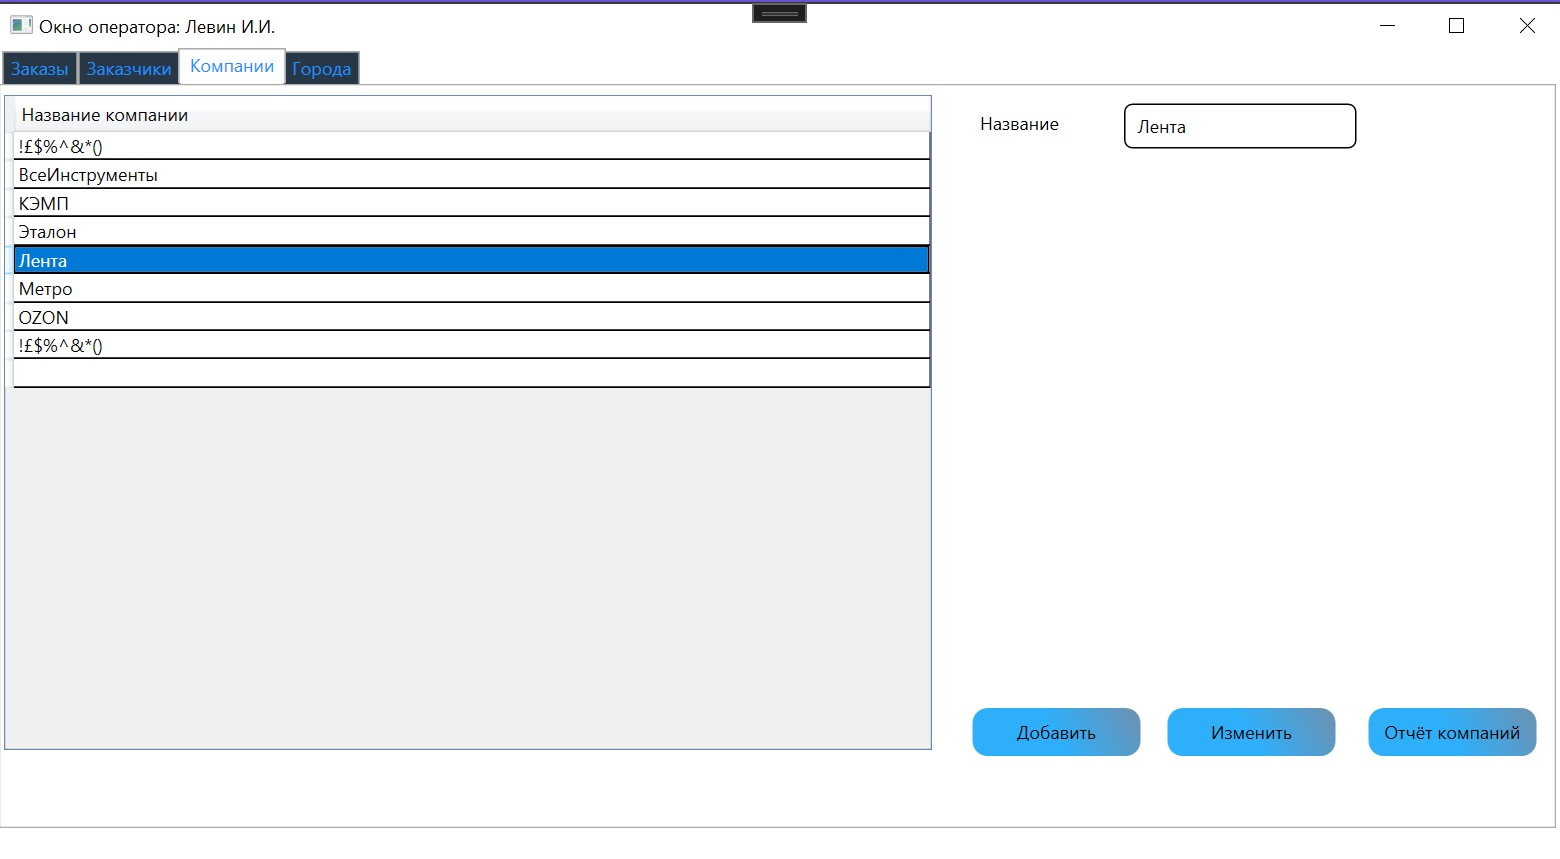 Окно оператора: Левин И.И.
Заказы Заказчики Компании Города
Название компании
!£$%^&*()
ВсеИнструменты
КЭМП
Эталон
Лента
Метро
OZON
!£$%^&*()
Название Лента
Добавить Изменить Отчёт компаний